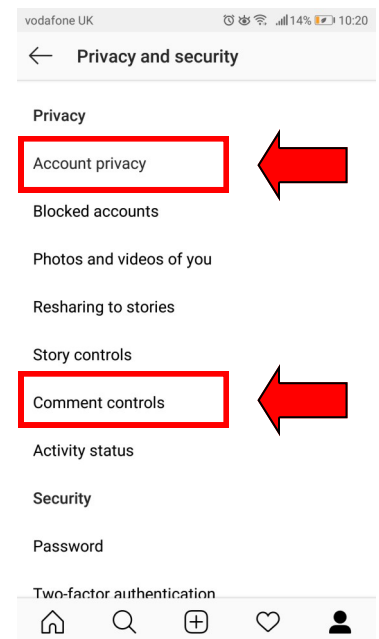 vodafone UK 14% 10:20
Privacy and security
Privacy
Account privacy
Blocked accounts
Photos and videos of you
Resharing to stories
Story controls
Comment controls
Activity status
Security
Password
Two-factor authentication